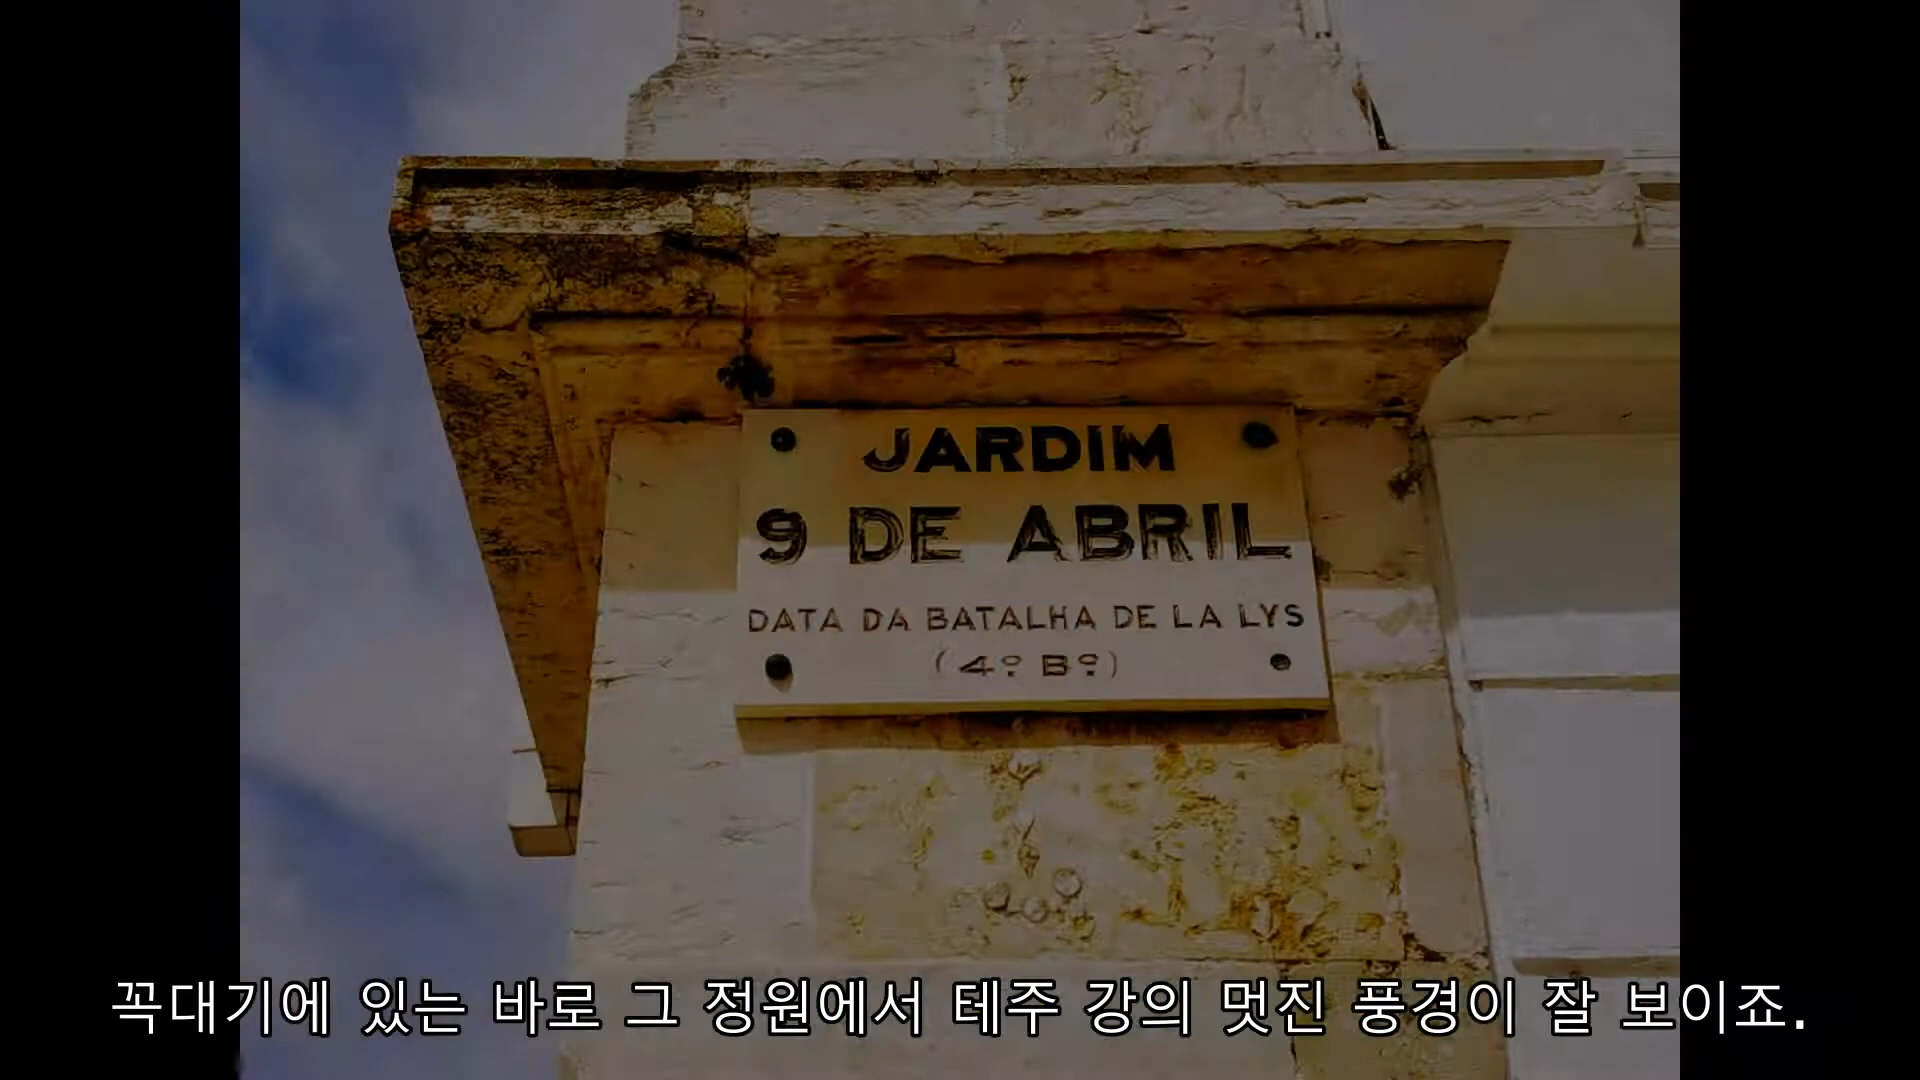 JARDIM
9 DE ABRIL
DATA DA BATALHA DE LA LYS
(4º Bº)
꼭대기에 있는 바로 그 정원에서 테주 강의 멋진 풍경이 잘 보이죠.